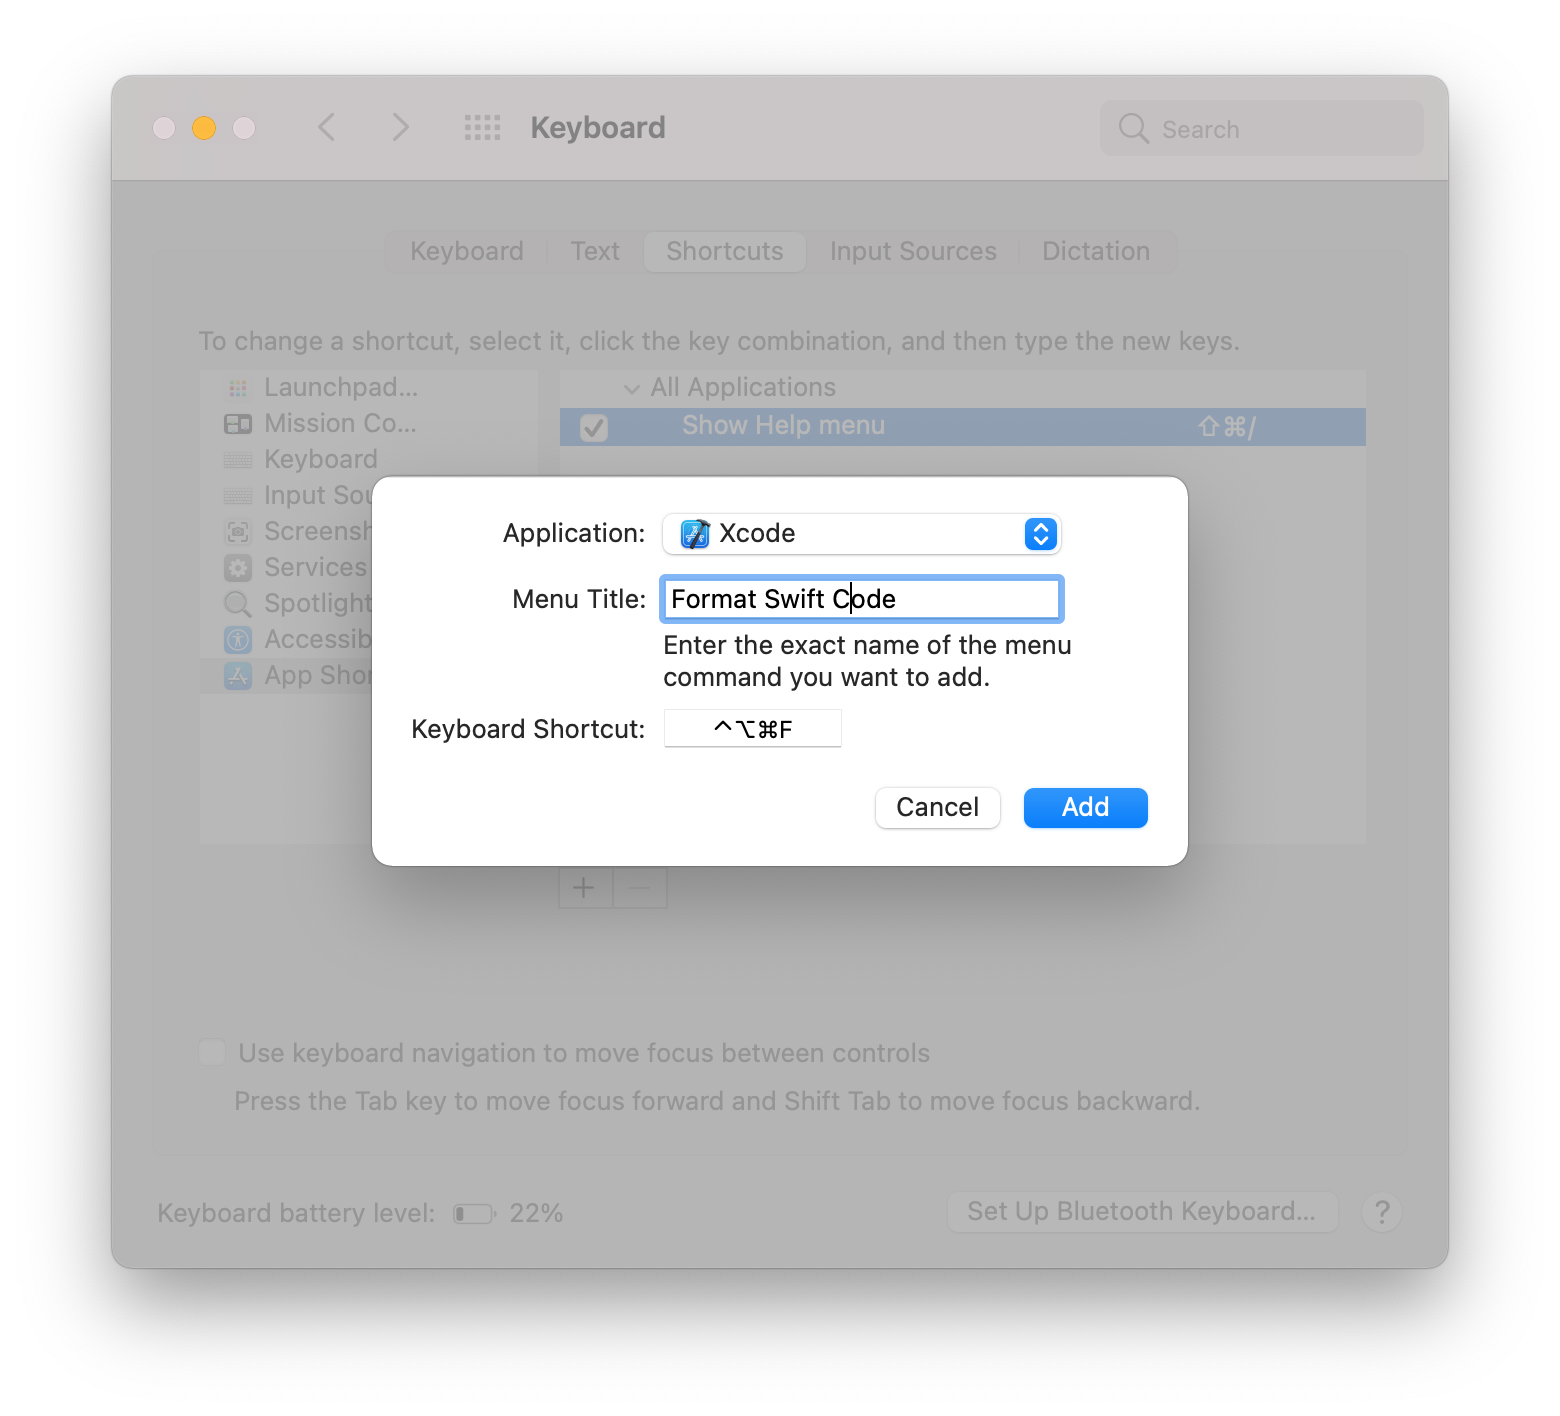 Keyboard
Search
Keyboard Text Shortcuts Input Sources Dictation
To change a shortcut, select it, click the key combination, and then type the new keys.
Launchpad...
Mission Co...
Keyboard
Input Sou
Screensh
Services
Spotlight
Accessib
App Shor
All Applications
Show Help menu ⇧⌘/
Application: Xcode
Menu Title: Format Swift Code
Enter the exact name of the menu
command you want to add.
Keyboard Shortcut: ^⌥⌘F
Cancel Add
Use keyboard navigation to move focus between controls
Press the Tab key to move focus forward and Shift Tab to move focus backward.
Keyboard battery level: 22%
Set Up Bluetooth Keyboard... ?